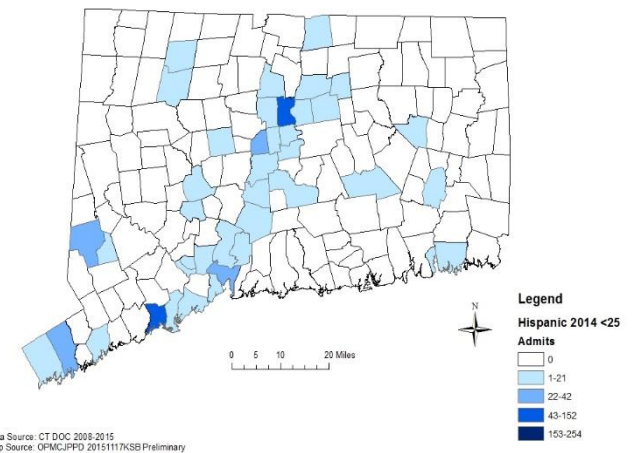 N
Legend
Hispanic 2014 <25
Admits
0
1-21
22-42
43-152
153-254
0 5 10 20 Miles
a Source: CT DOC 2008-2015
p Source: OPMCJPPD 20151117KSB Preliminary